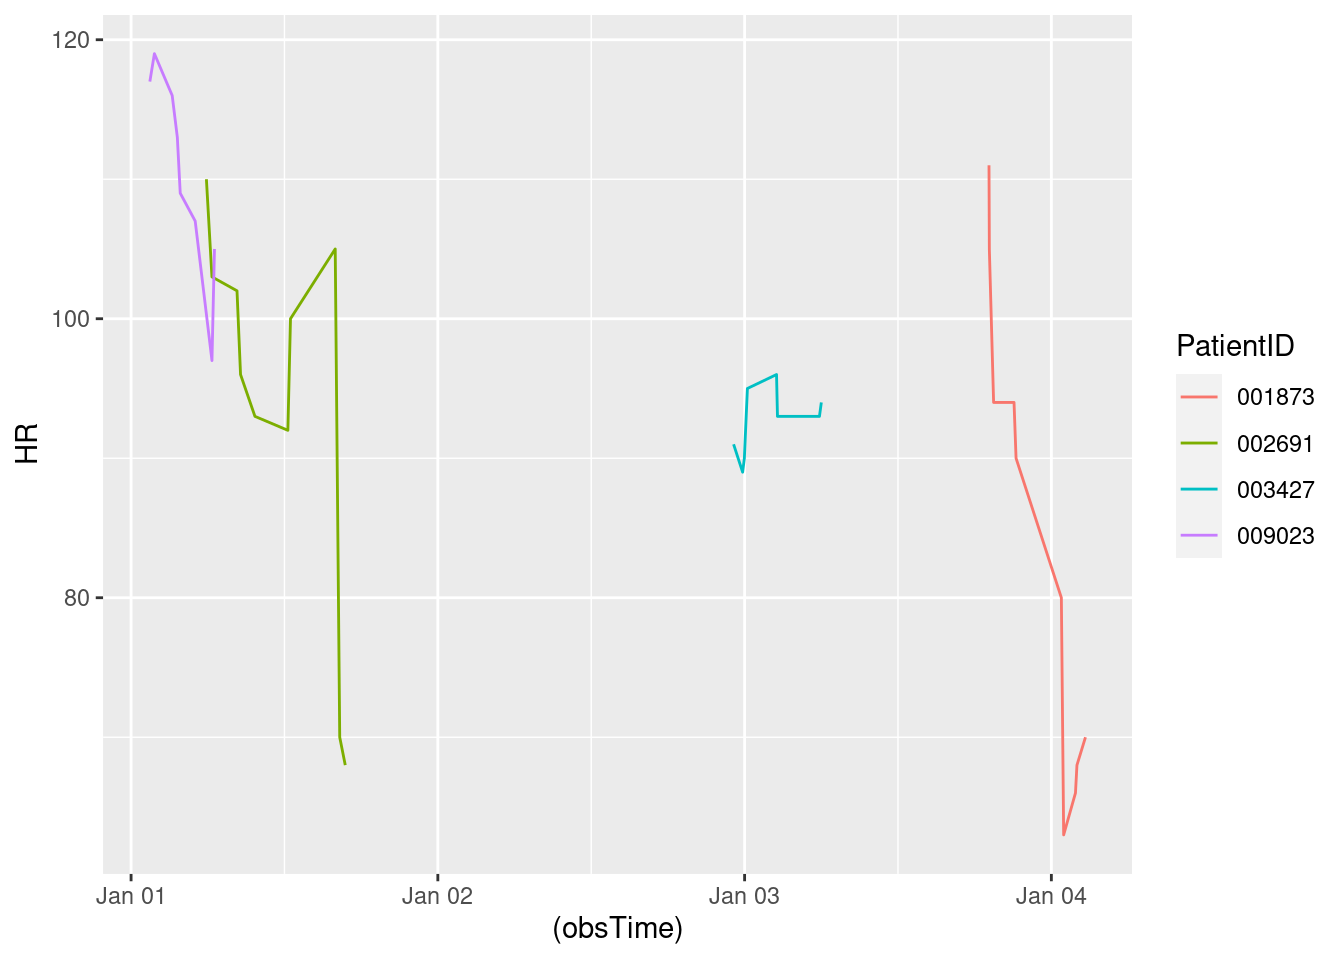 120
100
80
HR
Jan 01
Jan 02
Jan 03
Jan 04
(obsTime)
PatientID
001873
002691
003427
009023